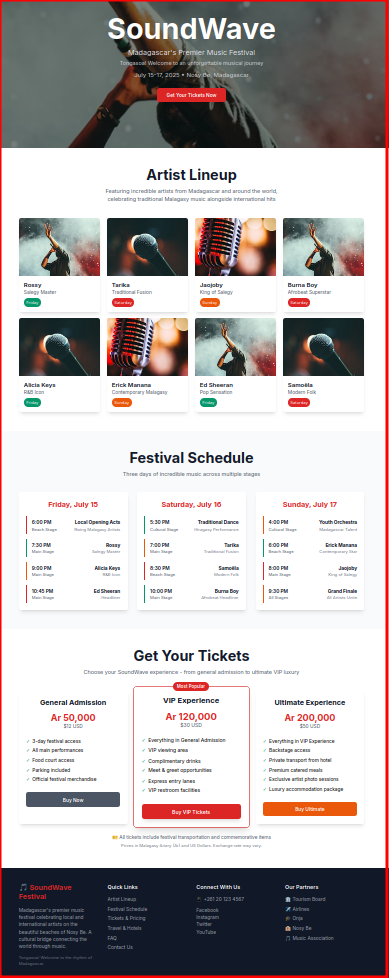 SoundWave
Madagascar's Premier Music Festival
Tongasoa! Welcome to an unforgettable musical journey
July 15-17, 2025 • Nosy Be, Madagascar
Get Your Tickets Now
Artist Lineup
Featuring incredible artists from Madagascar and around the world,
celebrating traditional Malagasy music alongside international hits
Rossy
Salegy Master
Friday
Tarika
Traditional Fusion
Saturday
Jaojoby
King of Salegy
Sunday
Burna Boy
Afrobeat Superstar
Saturday
Alicia Keys
R&B Icon
Friday
Erick Manana
Contemporary Malagasy
Sunday
Ed Sheeran
Pop Sensation
Friday
Samoëla
Modern Folk
Saturday
Festival Schedule
Three days of incredible music across multiple stages
Friday, July 15
6:00 PM Local Opening Acts
Beach Stage Rising Malagasy Artists
7:30 PM Rossy
Main Stage Salegy Master
9:00 PM Alicia Keys
Main Stage R&B Icon
10:45 PM Ed Sheeran
Main Stage Headliner
Saturday, July 16
5:30 PM Traditional Dance
Cultural Stage Hiragasy Performance
7:00 PM Tarika
Main Stage Traditional Fusion
8:30 PM Samoëla
Beach Stage Modern Folk
10:00 PM Burna Boy
Main Stage Afrobeat Headliner
Sunday, July 17
4:00 PM Youth Orchestra
Cultural Stage Madagascar Talent
6:00 PM Erick Manana
Beach Stage Contemporary Star
8:00 PM Jaojoby
Main Stage King of Salegy
9:30 PM Grand Finale
All Stages All Artists Unite
Get Your Tickets
Choose your SoundWave experience - from general admission to ultimate VIP luxury
General Admission
Ar 50,000
$12 USD
✓ 3-day festival access
✓ All main performances
✓ Food court access
✓ Parking included
✓ Official festival merchandise
Buy Now
Most Popular
VIP Experience
Ar 120,000
$30 USD
✓ Everything in General Admission
✓ VIP viewing area
✓ Complimentary drinks
✓ Meet & greet opportunities
✓ Express entry lanes
✓ VIP restroom facilities
Buy VIP Tickets
Ultimate Experience
Ar 200,000
$50 USD
✓ Everything in VIP Experience
✓ Backstage access
✓ Private transport from hotel
✓ Premium catered meals
✓ Exclusive artist photo sessions
✓ Luxury accommodation package
Buy Ultimate
🎫 All tickets include festival transportation and commemorative items
Prices in Malagasy Ariary (Ar) and US Dollars. Exchange rate may vary.
🎵 SoundWave
Festival
Madagascar's premier music
festival celebrating local and
international artists on the
beautiful beaches of Nosy Be. A
cultural bridge connecting the
world through music.
Tongasoa! Welcome to the rhythm of
Madagascar.
Quick Links
Artist Lineup
Festival Schedule
Tickets & Pricing
Travel & Hotels
FAQ
Contact Us
Connect With Us
📱 +261 20 123 4567
Facebook
Instagram
Twitter
YouTube
Our Partners
🏦 Tourism Board
✈️ Airlines
Orija
🏨 Nosy Be
🎵 Music Association